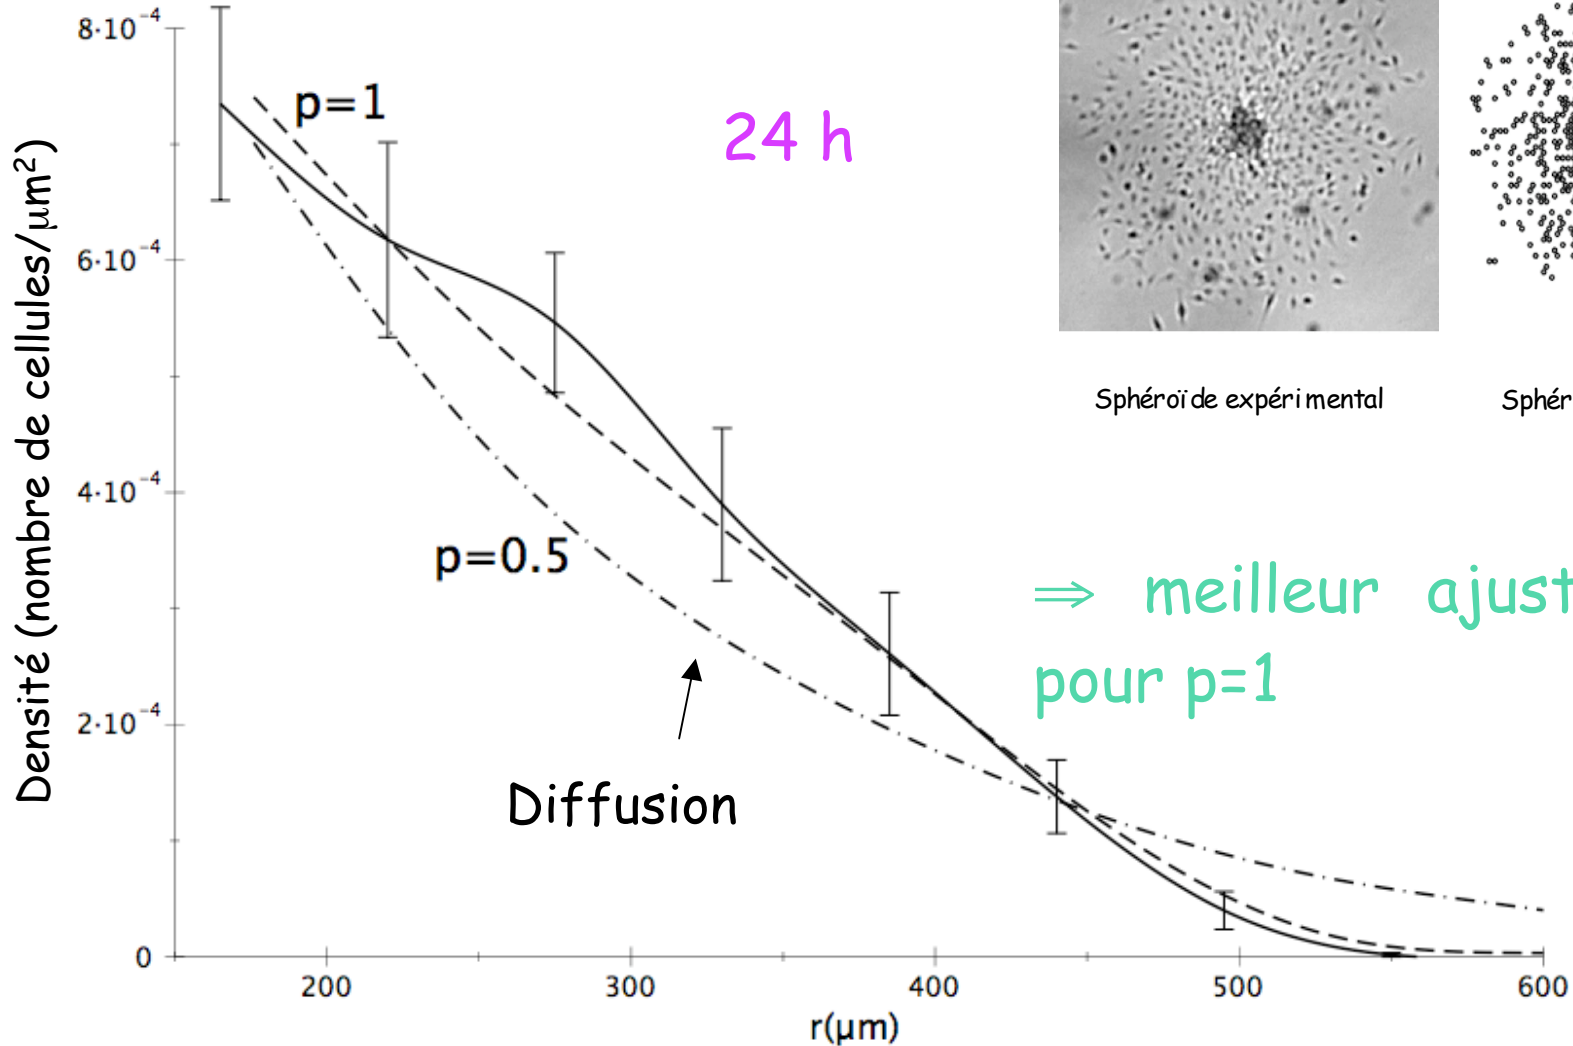 Densité (nombre de cellules/μm²)
8·10⁻⁴
6·10⁻⁴
4·10⁻⁴
2·10⁻⁴
0
p=1
24 h
p=0.5
Diffusion
Sphéroïde expérimental
Sphér
⇒ meilleur ajust
pour p=1
200 300 400 500 600
r(μm)